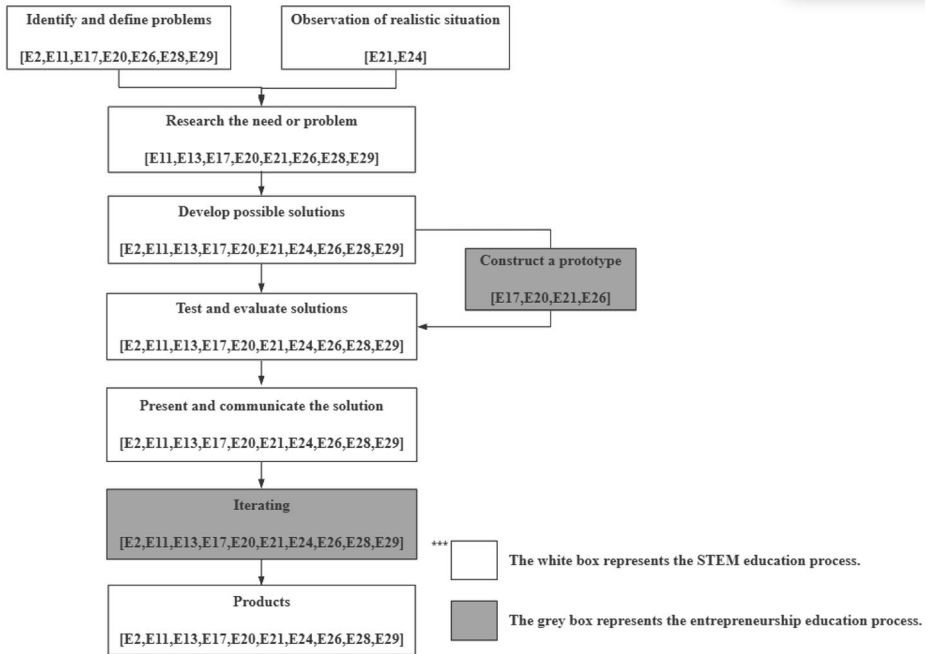 Identify and define problems
[E2,E11,E17,E20,E26,E28,E29]
Observation of realistic situation
[E21,E24]
Research the need or problem
[E11,E13,E17,E20,E21,E26,E28,E29]
Develop possible solutions
[E2,E11,E13,E17,E20,E21,E24,E26,E28,E29]
Construct a prototype
[E17,E20,E21,E26]
Test and evaluate solutions
[E2,E11,E13,E17,E20,E21,E24,E26,E28,E29]
Present and communicate the solution
[E2,E11,E13,E17,E20,E21,E24,E26,E28,E29]
Iterating
[E2,E11,E13,E17,E20,E21,E24,E26,E28,E29]
Products
[E2,E11,E13,E17,E20,E21,E24,E26,E28,E29]
***
The white box represents the STEM education process.
The grey box represents the entrepreneurship education process.